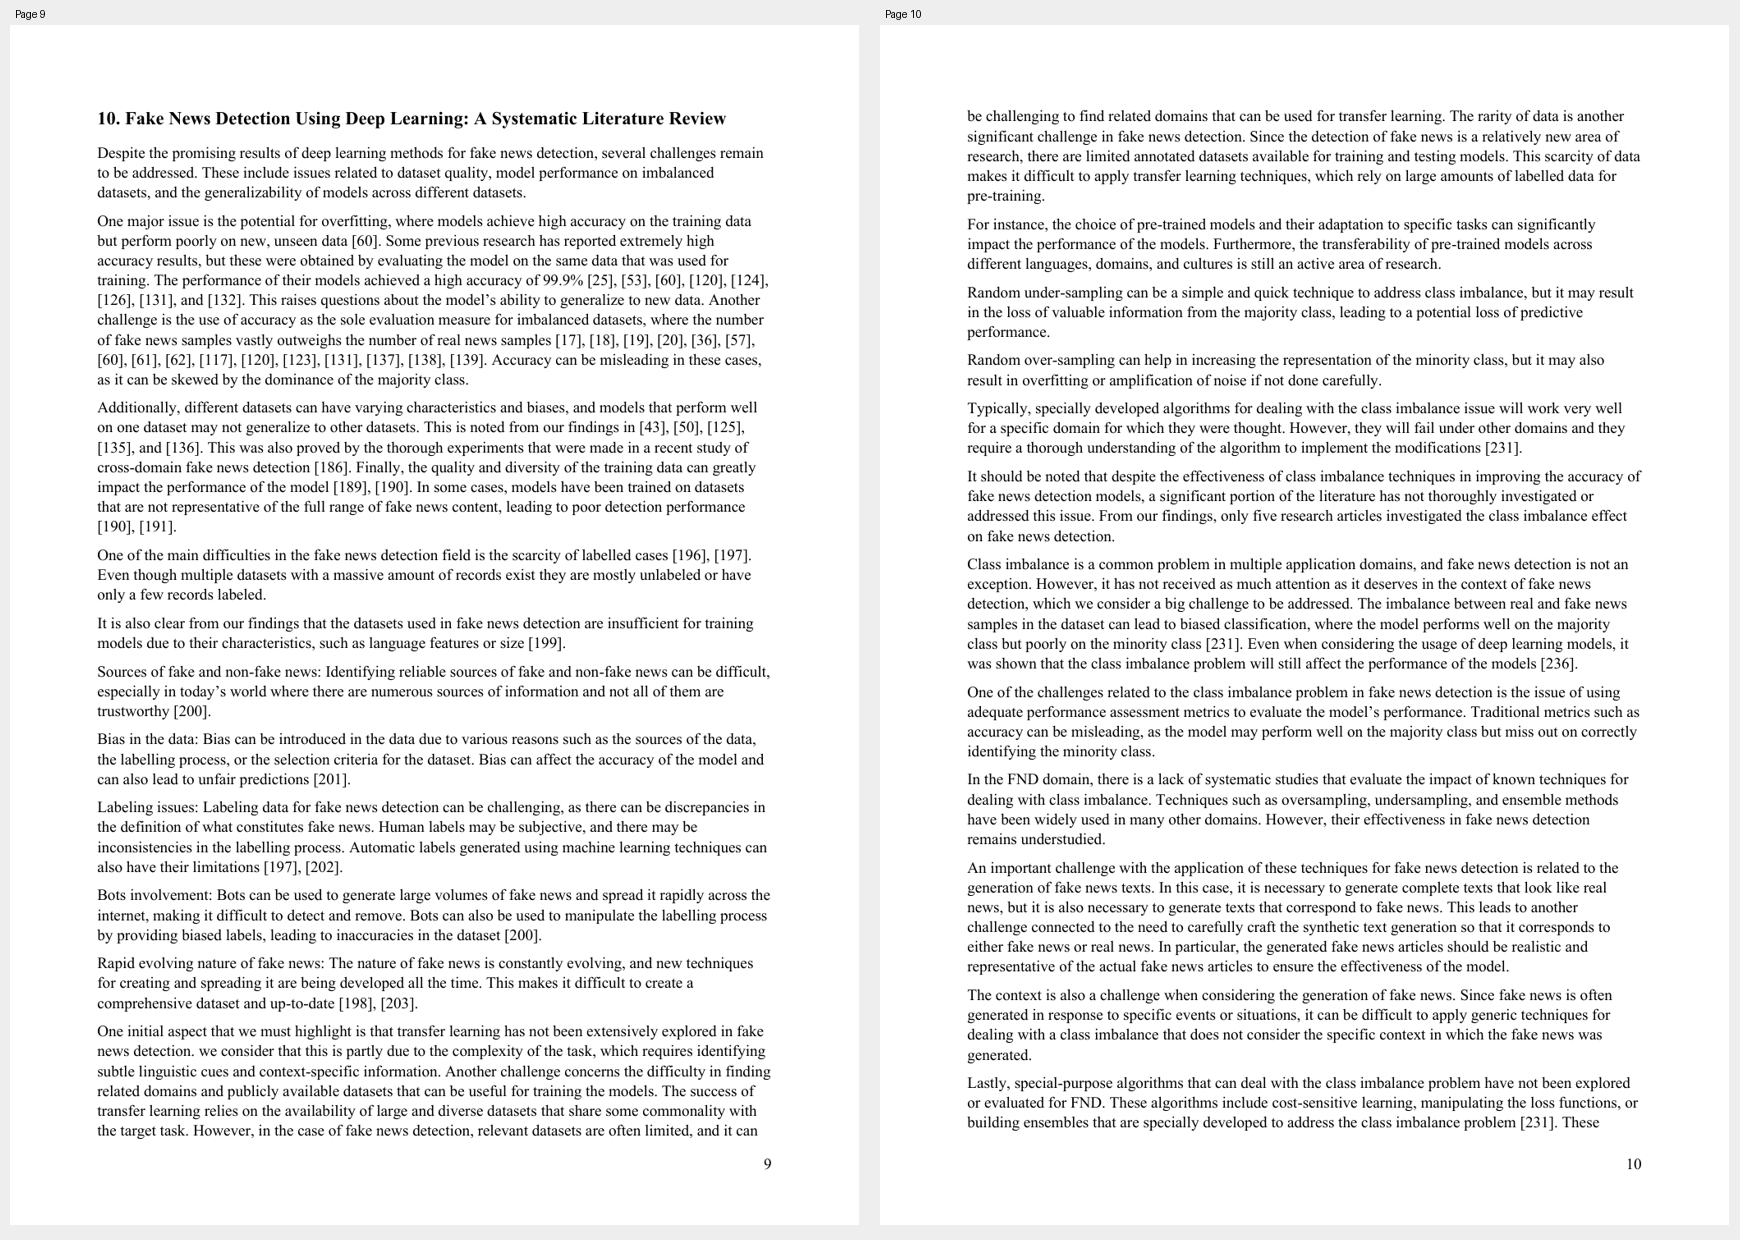 Page 9
10. Fake News Detection Using Deep Learning: A Systematic Literature Review
Despite the promising results of deep learning methods for fake news detection, several challenges remain
to be addressed. These include issues related to dataset quality, model performance on imbalanced
datasets, and the generalizability of models across different datasets.
One major issue is the potential for overfitting, where models achieve high accuracy on the training data
but perform poorly on new, unseen data [60]. Some previous research has reported extremely high
accuracy results, but these were obtained by evaluating the model on the same data that was used for
training. The performance of their models achieved a high accuracy of 99.9% [25], [53], [60], [120], [124],
[126], [131], and [132]. This raises questions about the model’s ability to generalize to new data. Another
challenge is the use of accuracy as the sole evaluation measure for imbalanced datasets, where the number
of fake news samples vastly outweighs the number of real news samples [17], [18], [19], [20], [36], [57],
[60], [61], [62], [117], [120], [123], [131], [137], [138], [139]. Accuracy can be misleading in these cases,
as it can be skewed by the dominance of the majority class.
Additionally, different datasets can have varying characteristics and biases, and models that perform well
on one dataset may not generalize to other datasets. This is noted from our findings in [43], [50], [125],
[135], and [136]. This was also proved by the thorough experiments that were made in a recent study of
cross-domain fake news detection [186]. Finally, the quality and diversity of the training data can greatly
impact the performance of the model [189], [190]. In some cases, models have been trained on datasets
that are not representative of the full range of fake news content, leading to poor detection performance
[190], [191].
One of the main difficulties in the fake news detection field is the scarcity of labelled cases [196], [197].
Even though multiple datasets with a massive amount of records exist they are mostly unlabeled or have
only a few records labeled.
It is also clear from our findings that the datasets used in fake news detection are insufficient for training
models due to their characteristics, such as language features or size [199].
Sources of fake and non-fake news: Identifying reliable sources of fake and non-fake news can be difficult,
especially in today’s world where there are numerous sources of information and not all of them are
trustworthy [200].
Bias in the data: Bias can be introduced in the data due to various reasons such as the sources of the data,
the labelling process, or the selection criteria for the dataset. Bias can affect the accuracy of the model and
can also lead to unfair predictions [201].
Labeling issues: Labeling data for fake news detection can be challenging, as there can be discrepancies in
the definition of what constitutes fake news. Human labels may be subjective, and there may be
inconsistencies in the labelling process. Automatic labels generated using machine learning techniques can
also have their limitations [197], [202].
Bots involvement: Bots can be used to generate large volumes of fake news and spread it rapidly across the
internet, making it difficult to detect and remove. Bots can also be used to manipulate the labelling process
by providing biased labels, leading to inaccuracies in the dataset [200].
Rapid evolving nature of fake news: The nature of fake news is constantly evolving, and new techniques
for creating and spreading it are being developed all the time. This makes it difficult to create a
comprehensive dataset and up-to-date [198], [203].
One initial aspect that we must highlight is that transfer learning has not been extensively explored in fake
news detection. we consider that this is partly due to the complexity of the task, which requires identifying
subtle linguistic cues and context-specific information. Another challenge concerns the difficulty in finding
related domains and publicly available datasets that can be useful for training the models. The success of
transfer learning relies on the availability of large and diverse datasets that share some commonality with
the target task. However, in the case of fake news detection, relevant datasets are often limited, and it can
9
Page 10
be challenging to find related domains that can be used for transfer learning. The rarity of data is another
significant challenge in fake news detection. Since the detection of fake news is a relatively new area of
research, there are limited annotated datasets available for training and testing models. This scarcity of data
makes it difficult to apply transfer learning techniques, which rely on large amounts of labelled data for
pre-training.
For instance, the choice of pre-trained models and their adaptation to specific tasks can significantly
impact the performance of the models. Furthermore, the transferability of pre-trained models across
different languages, domains, and cultures is still an active area of research.
Random under-sampling can be a simple and quick technique to address class imbalance, but it may result
in the loss of valuable information from the majority class, leading to a potential loss of predictive
performance.
Random over-sampling can help in increasing the representation of the minority class, but it may also
result in overfitting or amplification of noise if not done carefully.
Typically, specially developed algorithms for dealing with the class imbalance issue will work very well
for a specific domain for which they were thought. However, they will fail under other domains and they
require a thorough understanding of the algorithm to implement the modifications [231].
It should be noted that despite the effectiveness of class imbalance techniques in improving the accuracy of
fake news detection models, a significant portion of the literature has not thoroughly investigated or
addressed this issue. From our findings, only five research articles investigated the class imbalance effect
on fake news detection.
Class imbalance is a common problem in multiple application domains, and fake news detection is not an
exception. However, it has not received as much attention as it deserves in the context of fake news
detection, which we consider a big challenge to be addressed. The imbalance between real and fake news
samples in the dataset can lead to biased classification, where the model performs well on the majority
class but poorly on the minority class [231]. Even when considering the usage of deep learning models, it
was shown that the class imbalance problem will still affect the performance of the models [236].
One of the challenges related to the class imbalance problem in fake news detection is the issue of using
adequate performance assessment metrics to evaluate the model’s performance. Traditional metrics such as
accuracy can be misleading, as the model may perform well on the majority class but miss out on correctly
identifying the minority class.
In the FND domain, there is a lack of systematic studies that evaluate the impact of known techniques for
dealing with class imbalance. Techniques such as oversampling, undersampling, and ensemble methods
have been widely used in many other domains. However, their effectiveness in fake news detection
remains understudied.
An important challenge with the application of these techniques for fake news detection is related to the
generation of fake news texts. In this case, it is necessary to generate complete texts that look like real
news, but it is also necessary to generate texts that correspond to fake news. This leads to another
challenge connected to the need to carefully craft the synthetic text generation so that it corresponds to
either fake news or real news. In particular, the generated fake news articles should be realistic and
representative of the actual fake news articles to ensure the effectiveness of the model.
The context is also a challenge when considering the generation of fake news. Since fake news is often
generated in response to specific events or situations, it can be difficult to apply generic techniques for
dealing with a class imbalance that does not consider the specific context in which the fake news was
generated.
Lastly, special-purpose algorithms that can deal with the class imbalance problem have not been explored
or evaluated for FND. These algorithms include cost-sensitive learning, manipulating the loss functions, or
building ensembles that are specially developed to address the class imbalance problem [231]. These
10